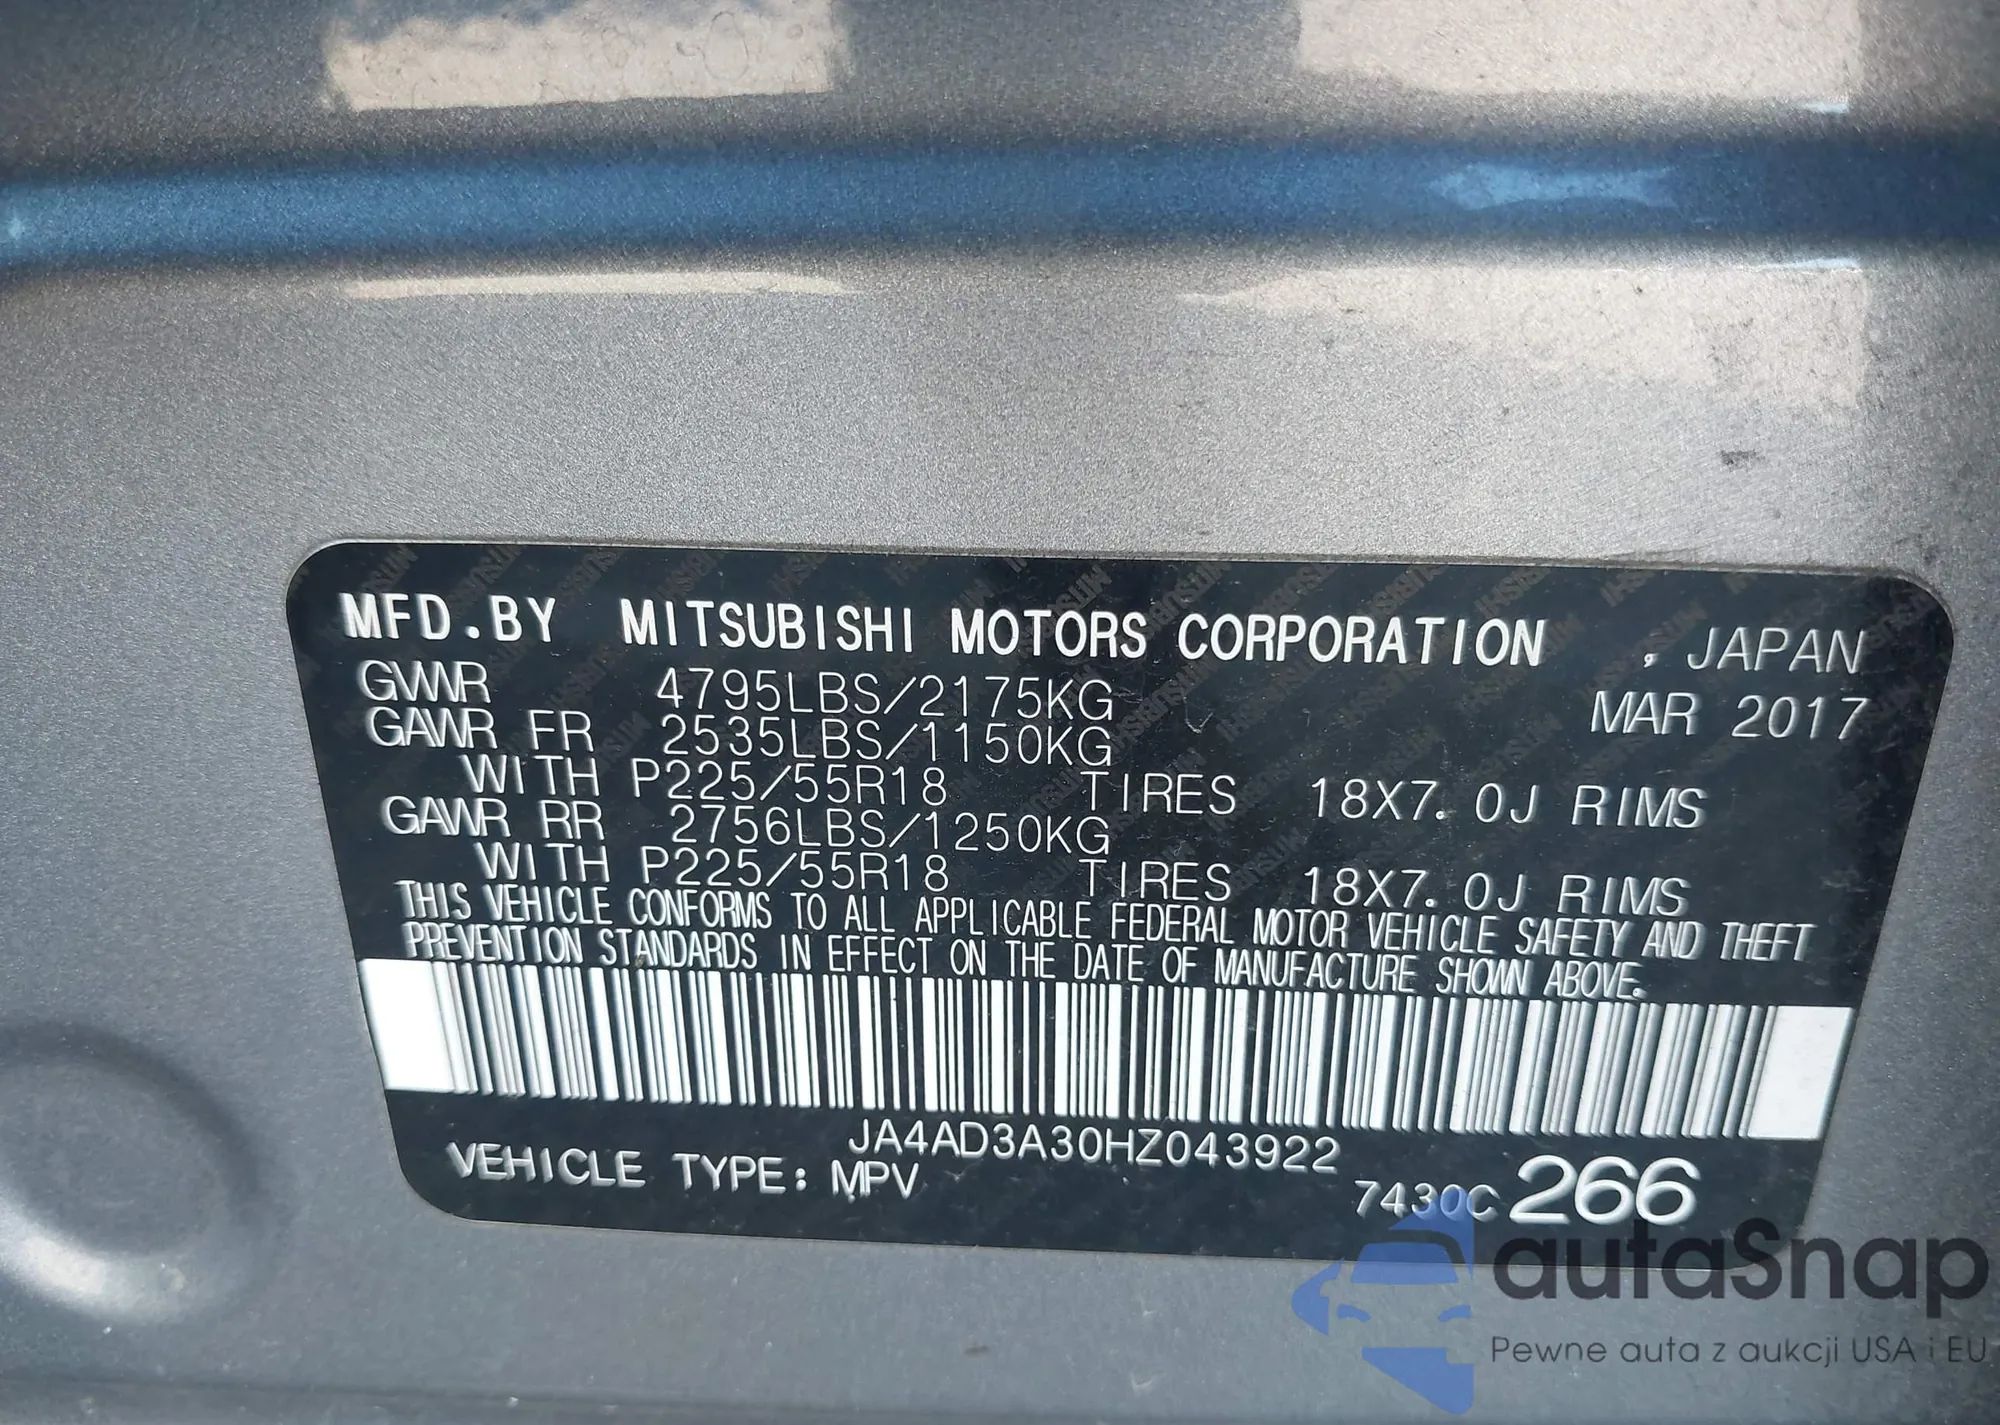 MFD.BY MITSUBISHI MOTORS CORPORATION , JAPAN
GVWR 4795LBS/2175KG MAR 2017
GAWR FR 2535LBS/1150KG
WITH P225/55R18 TIRES 18X7.0J RIMS
GAWR RR 2756LBS/1250KG
WITH P225/55R18 TIRES 18X7.0J RIMS
THIS VEHICLE CONFORMS TO ALL APPLICABLE FEDERAL MOTOR VEHICLE SAFETY AND THEFT
PREVENTION STANDARDS IN EFFECT ON THE DATE OF MANUFACTURE SHOWN ABOVE.
JA4AD3A30HZ043922
VEHICLE TYPE: MPV 7430C 266
autaSnap
Pewne auta z aukcji USA i EU